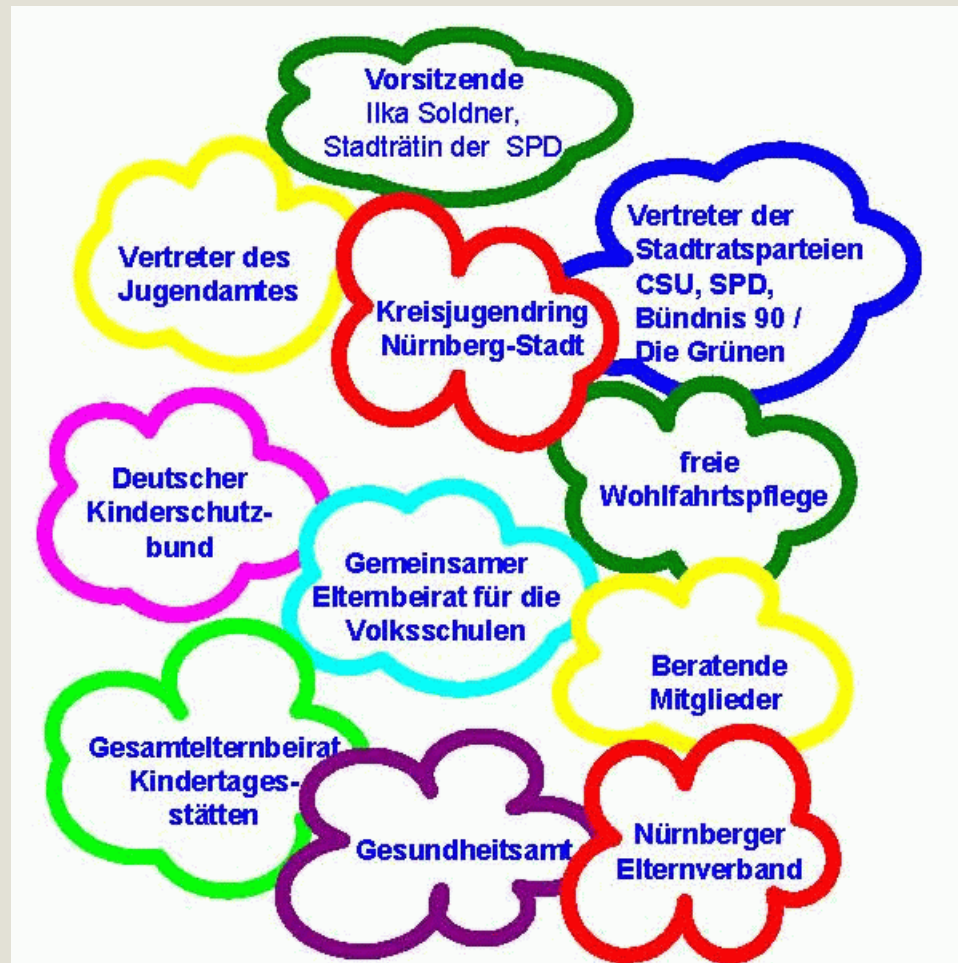 Vorsitzende
Ilka Soldner,
Stadträtin der SPD
Vertreter des
Jugendamtes
Kreisjugendring
Nürnberg-Stadt
Vertreter der
Stadtratsparteien
CSU, SPD,
Bündnis 90 /
Die Grünen
Deutscher
Kinderschutz-
bund
freie
Wohlfahrtspflege
Gemeinsamer
Elternbeirat für die
Volksschulen
Beratende
Mitglieder
Gesamtelternbeirat
Kindertages-
stätten
Gesundheitsamt
Nürnberger
Elternverband